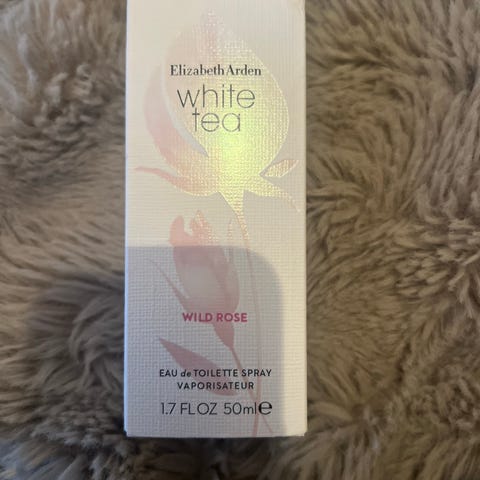 Elizabeth Arden
white
tea
WILD ROSE
EAU de TOILETTE SPRAY
VAPORISATEUR
1.7 FL OZ 50ml℮